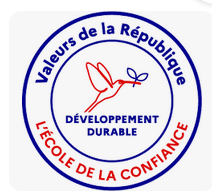 Valeurs de la République
DÉVELOPPEMENT
DURABLE
L'ÉCOLE DE LA CONFIANCE